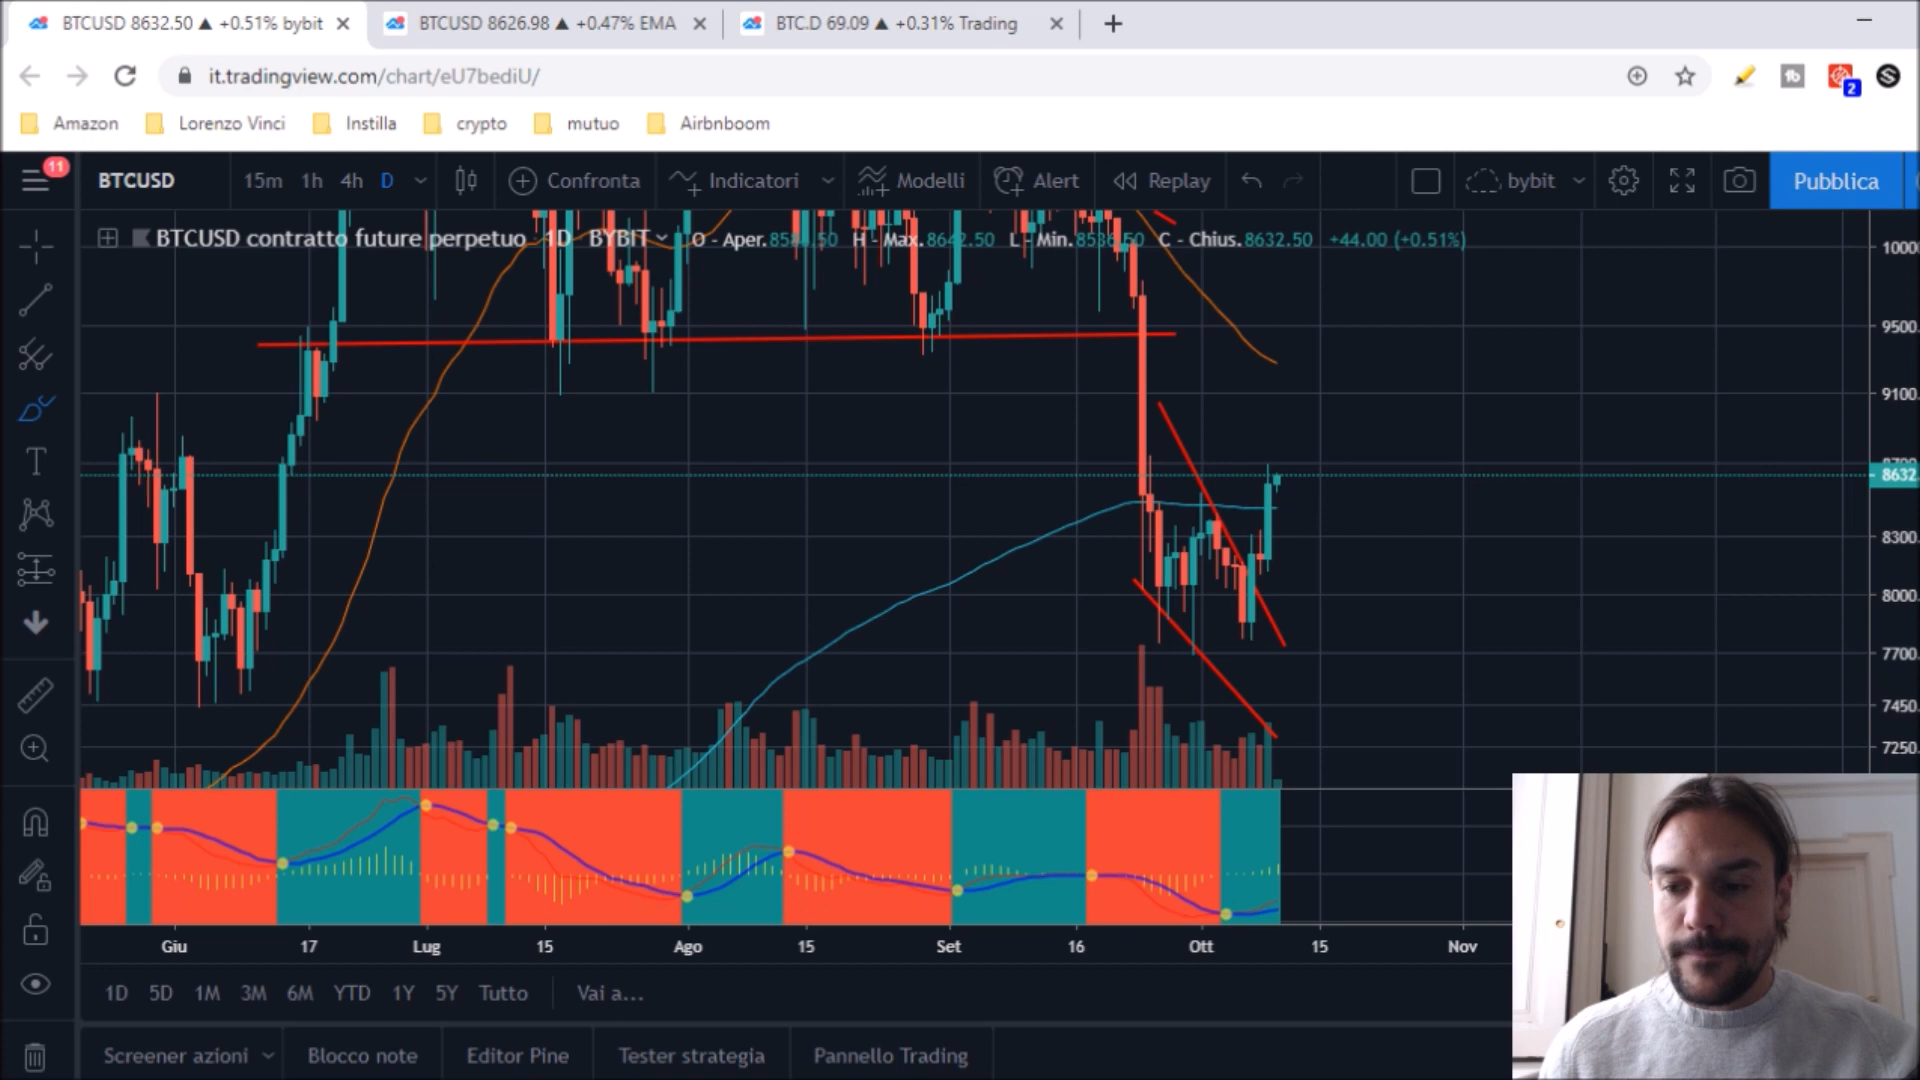 BTCUSD 8632.50 ▲ +0.51% bybit
BTCUSD 8626.98 ▲ +0.47% EMA
BTC.D 69.09 ▲ +0.31% Trading
it.tradingview.com/chart/eU7bediU/
2
Amazon
Lorenzo Vinci
Instilla
crypto
mutuo
Airbnboom
11
BTCUSD
15m 1h 4h D
Confronta
Indicatori
Modelli
Alert
Replay
bybit
Pubblica
BTCUSD contratto future perpetuo 1D BYBIT O - Aper. H - Max. 8642.50 L - Min. C - Chius. 8632.50 +44.00 (+0.51%)
1000
9500.
9100.
8632
8300.
8000.
7700.
7450.
7250.
Giu 17 Lug 15 Ago 15 Set 16 Ott 15 Nov
1D 5D 1M 3M 6M YTD 1Y 5Y Tutto Vai a...
Screener azioni
Blocco note
Editor Pine
Tester strategia
Pannello Trading